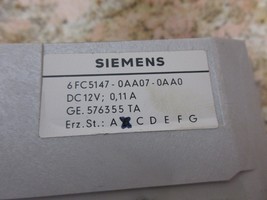 SIEMENS
6FC5147-0AA07-0AA0
DC 12V; 0,11 A
GE. 576355 TA
Erz.St.: A C D E F G